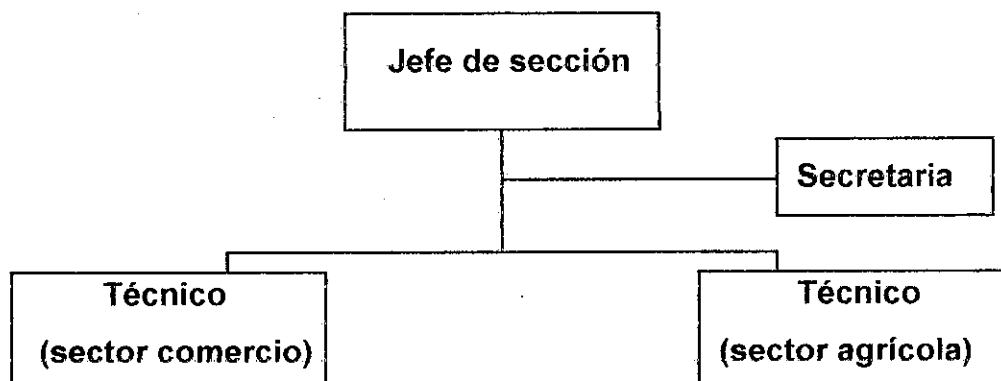 Jefe de sección
Secretaria
Técnico
(sector comercio)
Técnico
(sector agrícola)